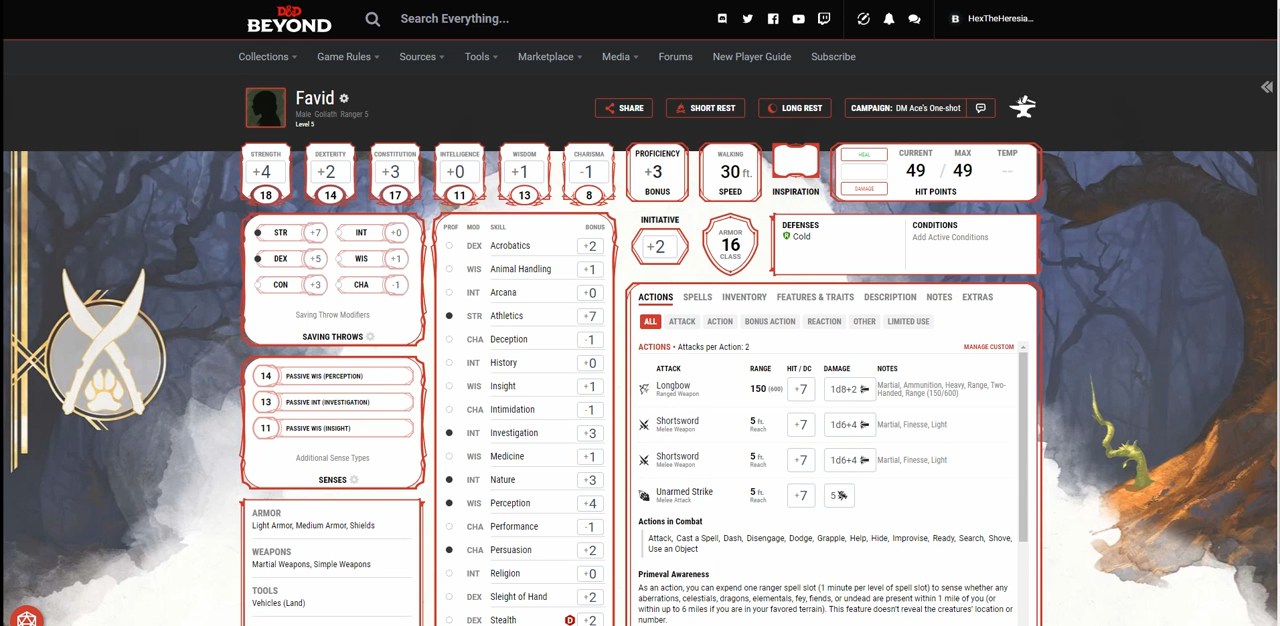 D&D
BEYOND
Search Everything...
B HexTheHeresia...
Collections
Game Rules
Sources
Tools
Marketplace
Media
Forums
New Player Guide
Subscribe
Favid
Male Goliath Ranger 5
Level 5
SHARE
SHORT REST
LONG REST
CAMPAIGN: DM Ace's One-shot
STRENGTH
+4
18
DEXTERITY
+2
14
CONSTITUTION
+3
17
INTELLIGENCE
+0
11
WISDOM
+1
13
CHARISMA
-1
8
PROFICIENCY
+3
BONUS
WALKING
30 ft.
SPEED
INSPIRATION
HEAL
DAMAGE
CURRENT MAX TEMP
49 / 49 --
HIT POINTS
STR +7 INT +0
DEX +5 WIS +1
CON +3 CHA -1
Saving Throw Modifiers
SAVING THROWS
14 PASSIVE WIS (PERCEPTION)
13 PASSIVE INT (INVESTIGATION)
11 PASSIVE WIS (INSIGHT)
Additional Sense Types
SENSES
ARMOR
Light Armor, Medium Armor, Shields
WEAPONS
Martial Weapons, Simple Weapons
TOOLS
Vehicles (Land)
PROF MOD SKILL BONUS
DEX Acrobatics +2
WIS Animal Handling +1
INT Arcana +0
STR Athletics +7
CHA Deception -1
INT History +0
WIS Insight +1
CHA Intimidation -1
INT Investigation +3
WIS Medicine +1
INT Nature +3
WIS Perception +4
CHA Performance -1
CHA Persuasion +2
INT Religion +0
DEX Sleight of Hand +2
DEX Stealth D +2
INITIATIVE
+2
ARMOR
16
CLASS
DEFENSES
Cold
CONDITIONS
Add Active Conditions
ACTIONS SPELLS INVENTORY FEATURES & TRAITS DESCRIPTION NOTES EXTRAS
ALL ATTACK ACTION BONUS ACTION REACTION OTHER LIMITED USE
ACTIONS • Attacks per Action: 2 MANAGE CUSTOM
ATTACK RANGE HIT / DC DAMAGE NOTES
Longbow
Ranged Weapon
150 (600) +7 1d8+2
Martial, Ammunition, Heavy, Range, Two-
Handed, Range (150/600)
Shortsword
Melee Weapon
5 ft.
Reach
+7 1d6+4 Martial, Finesse, Light
Shortsword
Melee Weapon
5 ft.
Reach
+7 1d6+4 Martial, Finesse, Light
Unarmed Strike
Melee Attack
5 ft.
Reach
+7 5
Actions in Combat
Attack, Cast a Spell, Dash, Disengage, Dodge, Grapple, Help, Hide, Improvise, Ready, Search, Shove,
Use an Object
Primeval Awareness
As an action, you can expend one ranger spell slot (1 minute per level of spell slot) to sense whether any
aberrations, celestials, dragons, elementals, fey, fiends, or undead are present within 1 mile of you (or
within up to 6 miles if you are in your favored terrain). This feature doesn't reveal the creatures' location or
number.